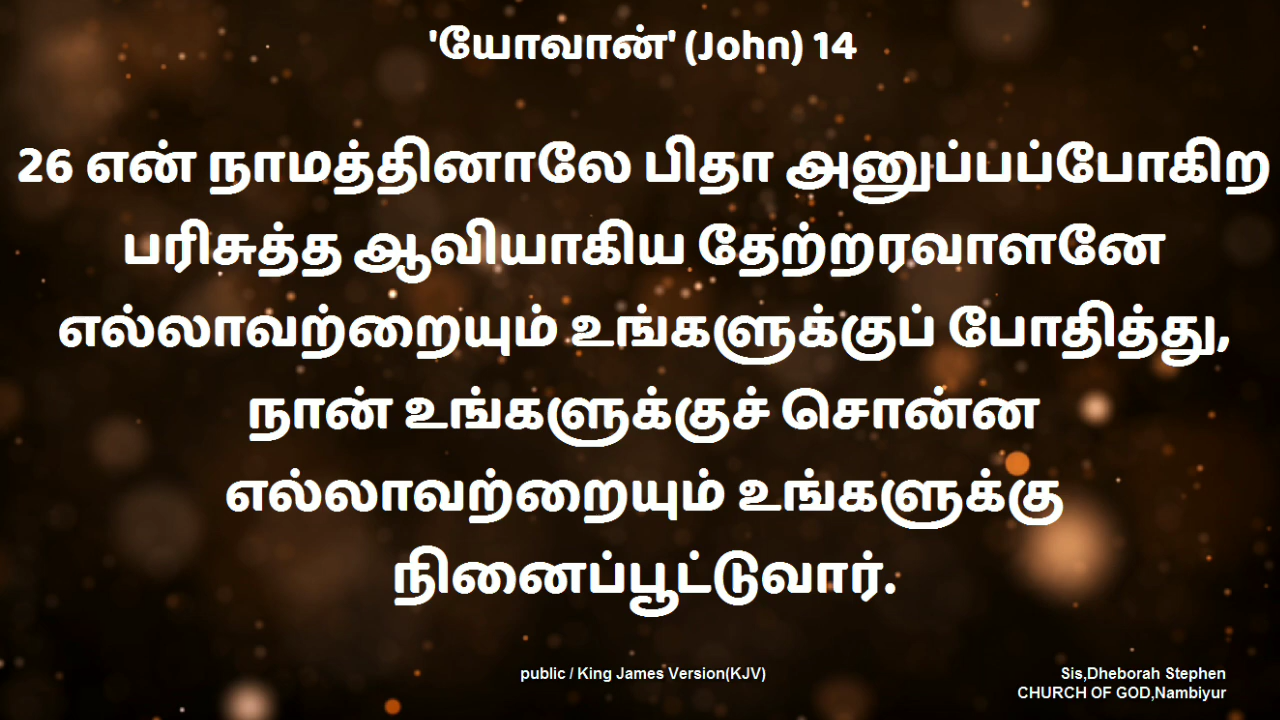 'யோவான்' (John) 14
26 என் நாமத்தினாலே பிதா அனுப்பப்போகிற
பரிசுத்த ஆவியாகிய தேற்றரவாளனே
எல்லாவற்றையும் உங்களுக்குப் போதித்து,
நான் உங்களுக்குச் சொன்ன
எல்லாவற்றையும் உங்களுக்கு
நினைப்பூட்டுவார்.
public / King James Version(KJV)
Sis,Dheborah Stephen
CHURCH OF GOD,Nambiyur